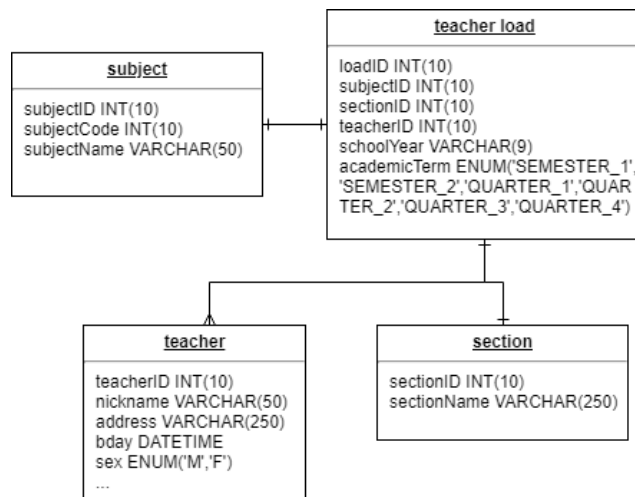 subject
subjectID INT(10)
subjectCode INT(10)
subjectName VARCHAR(50)
teacher load
loadID INT(10)
subjectID INT(10)
sectionID INT(10)
teacherID INT(10)
schoolYear VARCHAR(9)
academicTerm ENUM('SEMESTER_1',
'SEMESTER_2','QUARTER_1','QUAR
TER_2','QUARTER_3','QUARTER_4')
teacher
teacherID INT(10)
nickname VARCHAR(50)
address VARCHAR(250)
bday DATETIME
sex ENUM('M','F')
...
section
sectionID INT(10)
sectionName VARCHAR(250)